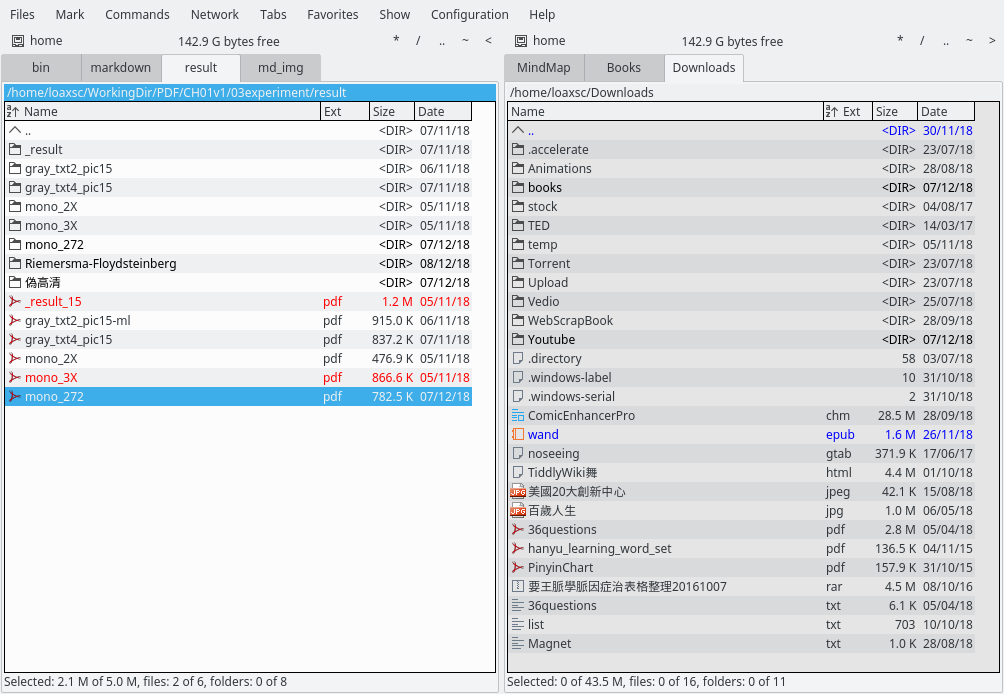 Files Mark Commands Network Tabs Favorites Show Configuration Help
home 142.9 G bytes free * / .. ~ <
bin markdown result md_img
/home/loaxsc/WorkingDir/PDF/CH01v1/03experiment/result
Name Ext Size Date
.. <DIR> 07/11/18
_result <DIR> 07/11/18
gray_txt2_pic15 <DIR> 06/11/18
gray_txt4_pic15 <DIR> 07/11/18
mono_2X <DIR> 05/11/18
mono_3X <DIR> 05/11/18
mono_272 <DIR> 07/12/18
Riemersma-Floydsteinberg <DIR> 08/12/18
偽高清 <DIR> 07/12/18
_result_15 pdf 1.2 M 05/11/18
gray_txt2_pic15-ml pdf 915.0 K 06/11/18
gray_txt4_pic15 pdf 837.2 K 07/11/18
mono_2X pdf 476.9 K 05/11/18
mono_3X pdf 866.6 K 05/11/18
mono_272 pdf 782.5 K 07/12/18
Selected: 2.1 M of 5.0 M, files: 2 of 6, folders: 0 of 8
home 142.9 G bytes free * / .. ~ >
MindMap Books Downloads
/home/loaxsc/Downloads
Name Ext Size Date
.. <DIR> 30/11/18
.accelerate <DIR> 23/07/18
Animations <DIR> 28/08/18
books <DIR> 07/12/18
stock <DIR> 04/08/17
TED <DIR> 14/03/17
temp <DIR> 05/11/18
Torrent <DIR> 23/07/18
Upload <DIR> 23/07/18
Vedio <DIR> 25/07/18
WebScrapBook <DIR> 28/09/18
Youtube <DIR> 07/12/18
.directory 58 03/07/18
.windows-label 10 31/10/18
.windows-serial 2 31/10/18
ComicEnhancerPro chm 28.5 M 28/09/18
wand epub 1.6 M 26/11/18
noseeing gtab 371.9 K 17/06/17
TiddlyWiki舞 html 4.4 M 01/10/18
美國20大創新中心 jpeg 42.1 K 15/08/18
百歲人生 jpg 1.0 M 06/05/18
36questions pdf 2.8 M 05/04/18
hanyu_learning_word_set pdf 136.5 K 04/11/15
PinyinChart pdf 157.9 K 31/10/15
要王脈學脈因症治表格整理20161007 rar 4.5 M 08/10/16
36questions txt 6.1 K 05/04/18
list txt 703 10/10/18
Magnet txt 1.0 K 28/08/18
Selected: 0 of 43.5 M, files: 0 of 16, folders: 0 of 11